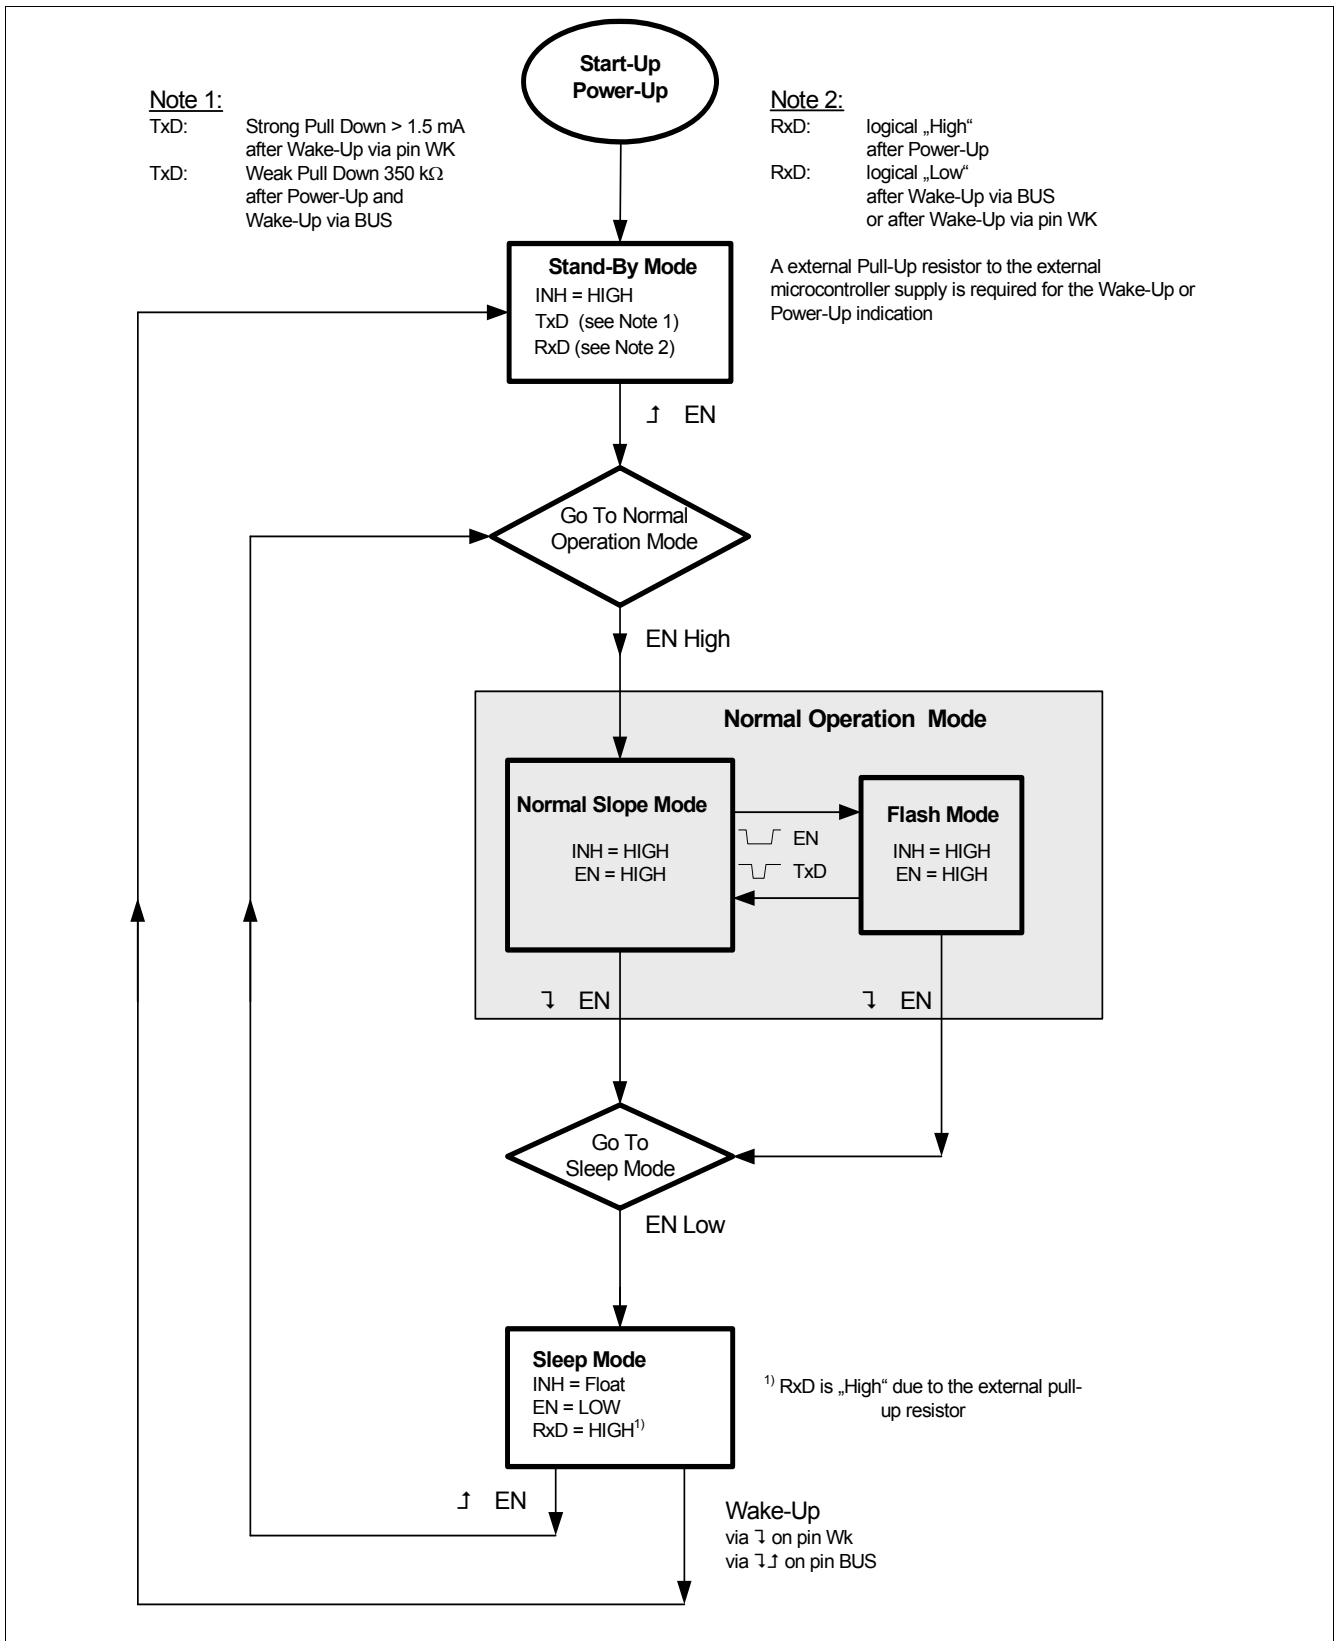 Start-Up
Power-Up
Note 1:
TxD: Strong Pull Down > 1.5 mA
after Wake-Up via pin WK
TxD: Weak Pull Down 350 kΩ
after Power-Up and
Wake-Up via BUS
Note 2:
RxD: logical „High“
after Power-Up
RxD: logical „Low“
after Wake-Up via BUS
or after Wake-Up via pin WK
A external Pull-Up resistor to the external
microcontroller supply is required for the Wake-Up or
Power-Up indication
Stand-By Mode
INH = HIGH
TxD (see Note 1)
RxD (see Note 2)
EN
Go To Normal
Operation Mode
EN High
Normal Operation Mode
Normal Slope Mode
INH = HIGH
EN = HIGH
EN
TxD
Flash Mode
INH = HIGH
EN = HIGH
EN
EN
Go To
Sleep Mode
EN Low
Sleep Mode
INH = Float
EN = LOW
RxD = HIGH1)
1) RxD is „High“ due to the external pull-
up resistor
EN
Wake-Up
via on pin Wk
via on pin BUS